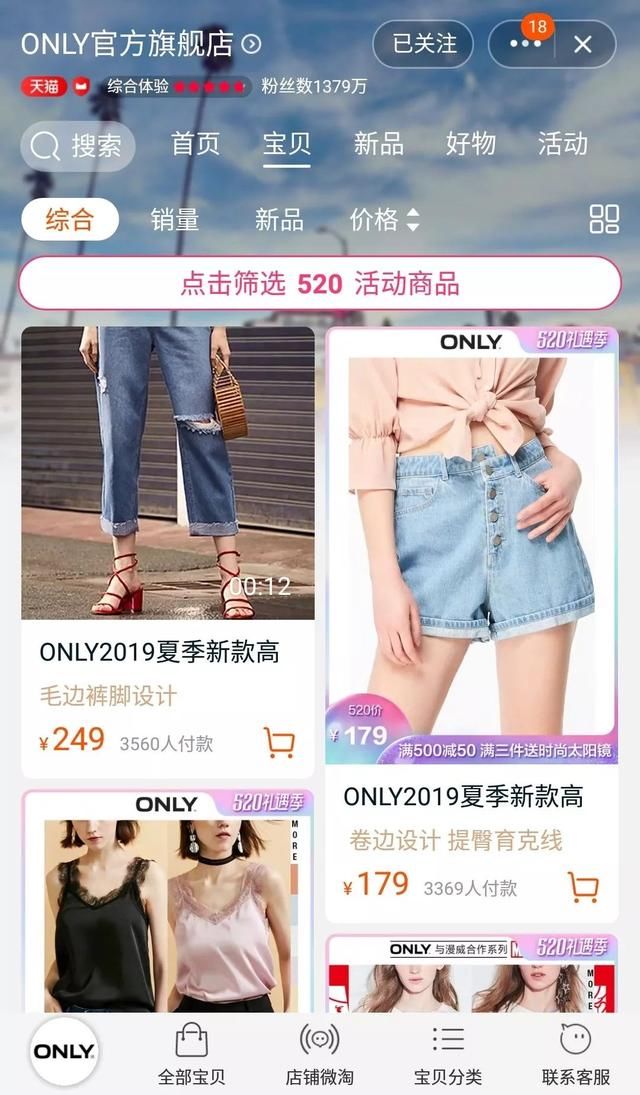 ONLY官方旗舰店
已关注
18
天猫
综合体验
粉丝数1379万
搜索
首页
宝贝
新品
好物
活动
综合
销量
新品
价格
点击筛选 520 活动商品
00:12
ONLY2019夏季新款高
毛边裤脚设计
¥249
3560人付款
ONLY
520礼遇季
520价
¥179
满500减50 满三件送时尚太阳镜
ONLY2019夏季新款高
卷边设计 提臀育克线
¥179
3369人付款
ONLY
520礼遇季
MORE
ONLY 与漫威合作系列
520礼遇季
MORE
ONLY
全部宝贝
店铺微淘
宝贝分类
联系客服